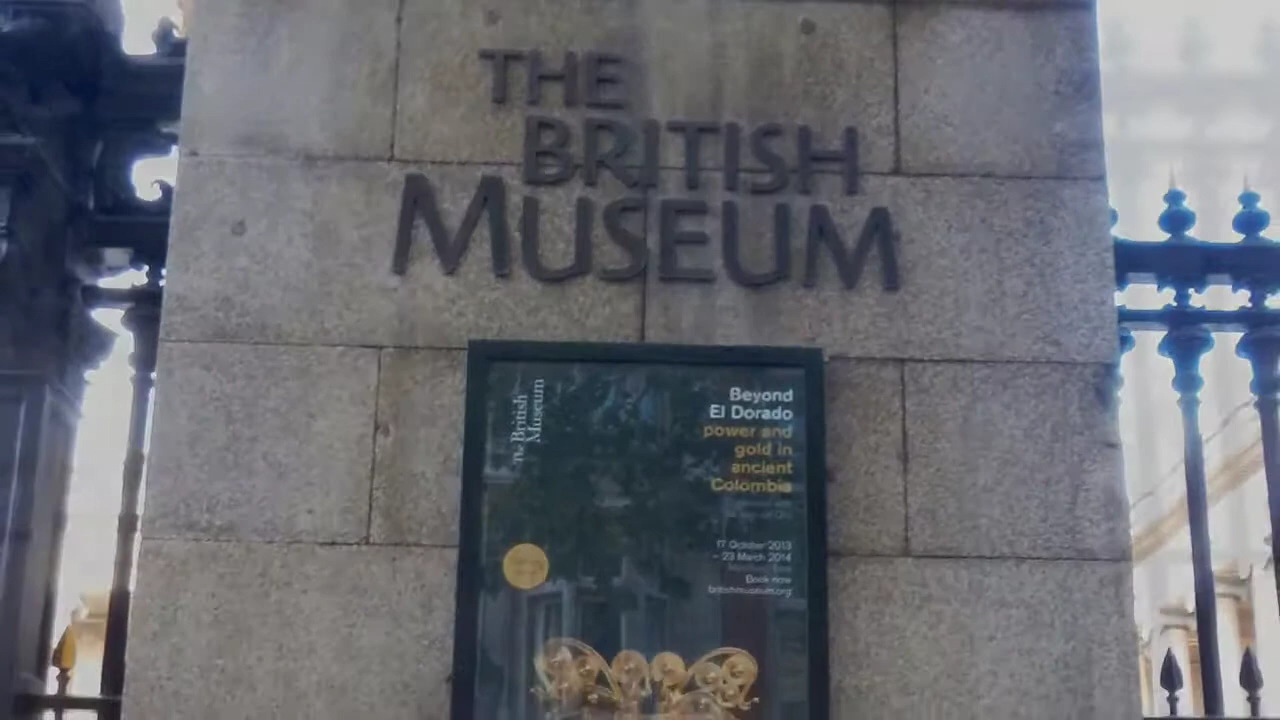 THE
BRITISH
MUSEUM
The British
Museum
Beyond
El Dorado
power and
gold in
ancient
Colombia
17 October 2013
– 23 March 2014
Book now
britishmuseum.org